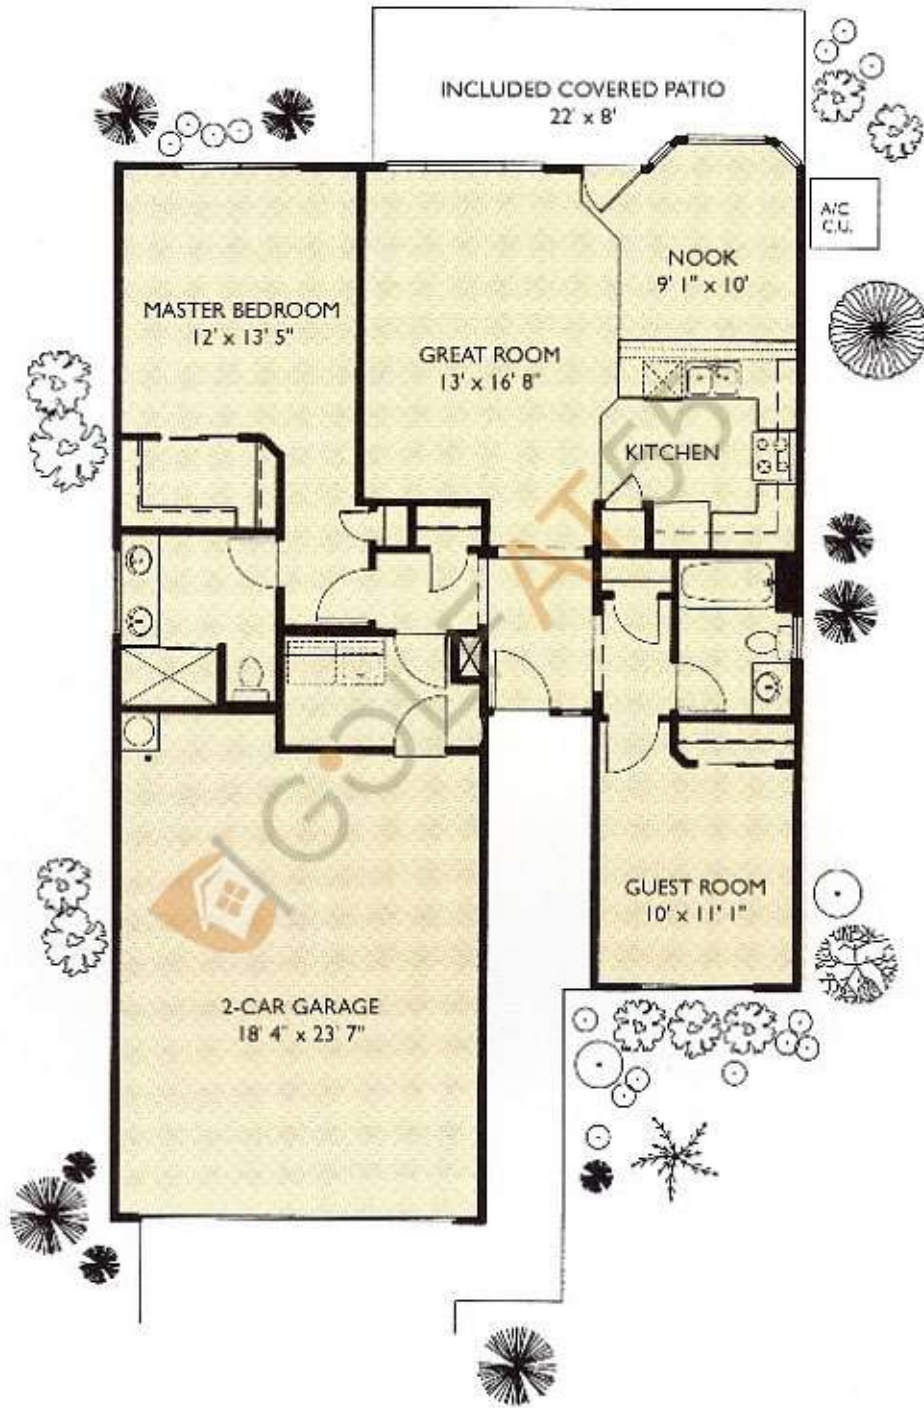 INCLUDED COVERED PATIO
22' x 8'
A/C
C.U.
NOOK
9' 1" x 10'
MASTER BEDROOM
12' x 13' 5"
GREAT ROOM
13' x 16' 8"
KITCHEN
GOLFAT55
GUEST ROOM
10' x 11' 1"
2-CAR GARAGE
18' 4" x 23' 7"